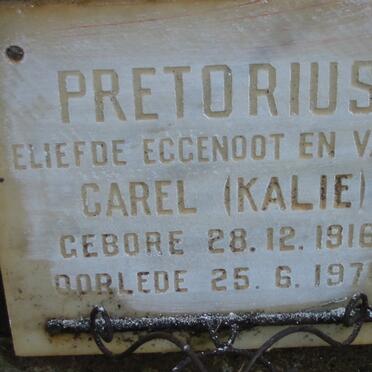 PRETORIUS
ELIEFDE EGGENOOT EN V
CAREL (KALIE)
GEBORE 28.12.1916
OORLEDE 25.6.197